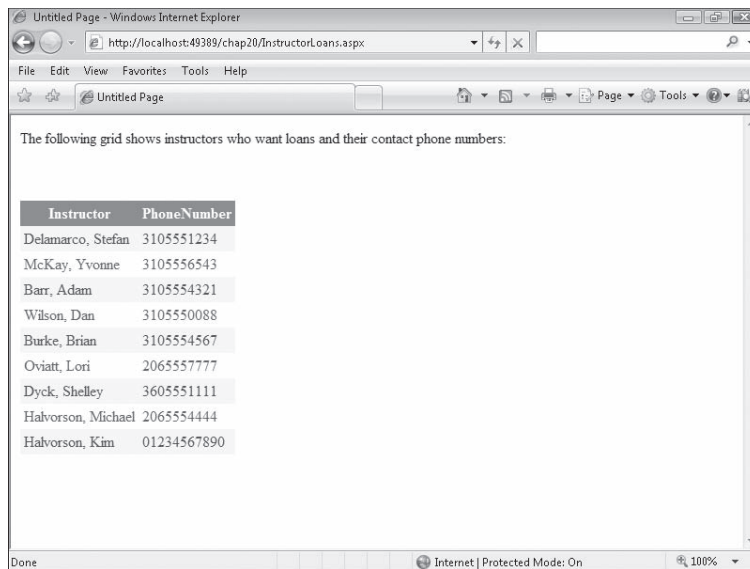 Untitled Page - Windows Internet Explorer
http://localhost:49389/chap20/InstructorLoans.aspx
File Edit View Favorites Tools Help
Untitled Page
Page Tools
The following grid shows instructors who want loans and their contact phone numbers:
Instructor PhoneNumber
Delamarco, Stefan 3105551234
McKay, Yvonne 3105556543
Barr, Adam 3105554321
Wilson, Dan 3105550088
Burke, Brian 3105554567
Oviatt, Lori 2065557777
Dyck, Shelley 3605551111
Halvorson, Michael 2065554444
Halvorson, Kim 01234567890
Done Internet | Protected Mode: On 100%